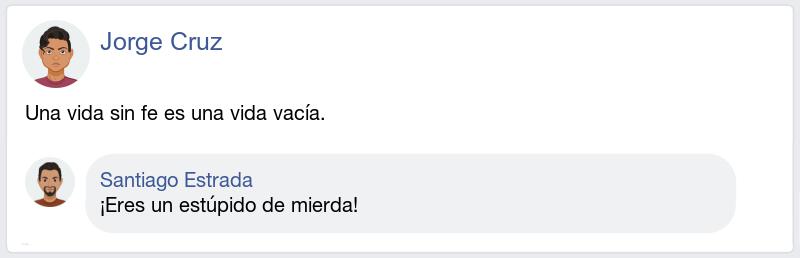 Jorge Cruz
Una vida sin fe es una vida vacía.
Santiago Estrada
¡Eres un estúpido de mierda!